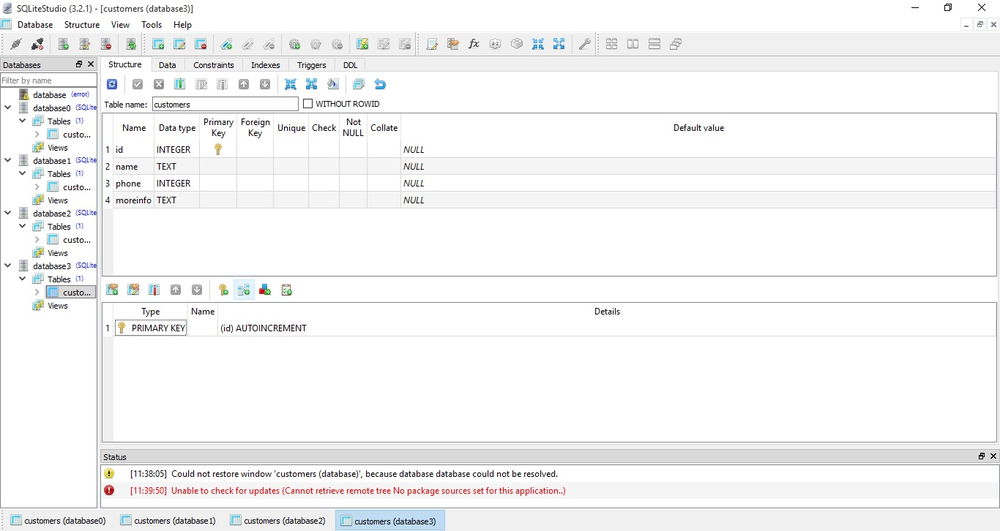 SQLiteStudio (3.2.1) - [customers (database3)]
Database Structure View Tools Help
Databases
Filter by name
database (error)
database0 (SQLite
Tables (1)
custo...
Views
database1 (SQLite
Tables (1)
custo...
Views
database2 (SQLite
Tables (1)
custo...
Views
database3 (SQLite
Tables (1)
custo...
Views
Structure Data Constraints Indexes Triggers DDL
Table name: customers WITHOUT ROWID
Name Data type Primary Key Foreign Key Unique Check Not NULL Collate Default value
1 id INTEGER NULL
2 name TEXT NULL
3 phone INTEGER NULL
4 moreinfo TEXT NULL
Type Name Details
1 PRIMARY KEY (id) AUTOINCREMENT
Status
[11:38:05] Could not restore window 'customers (database)', because database database could not be resolved.
[11:39:50] Unable to check for updates (Cannot retrieve remote tree No package sources set for this application..)
customers (database0) customers (database1) customers (database2) customers (database3)